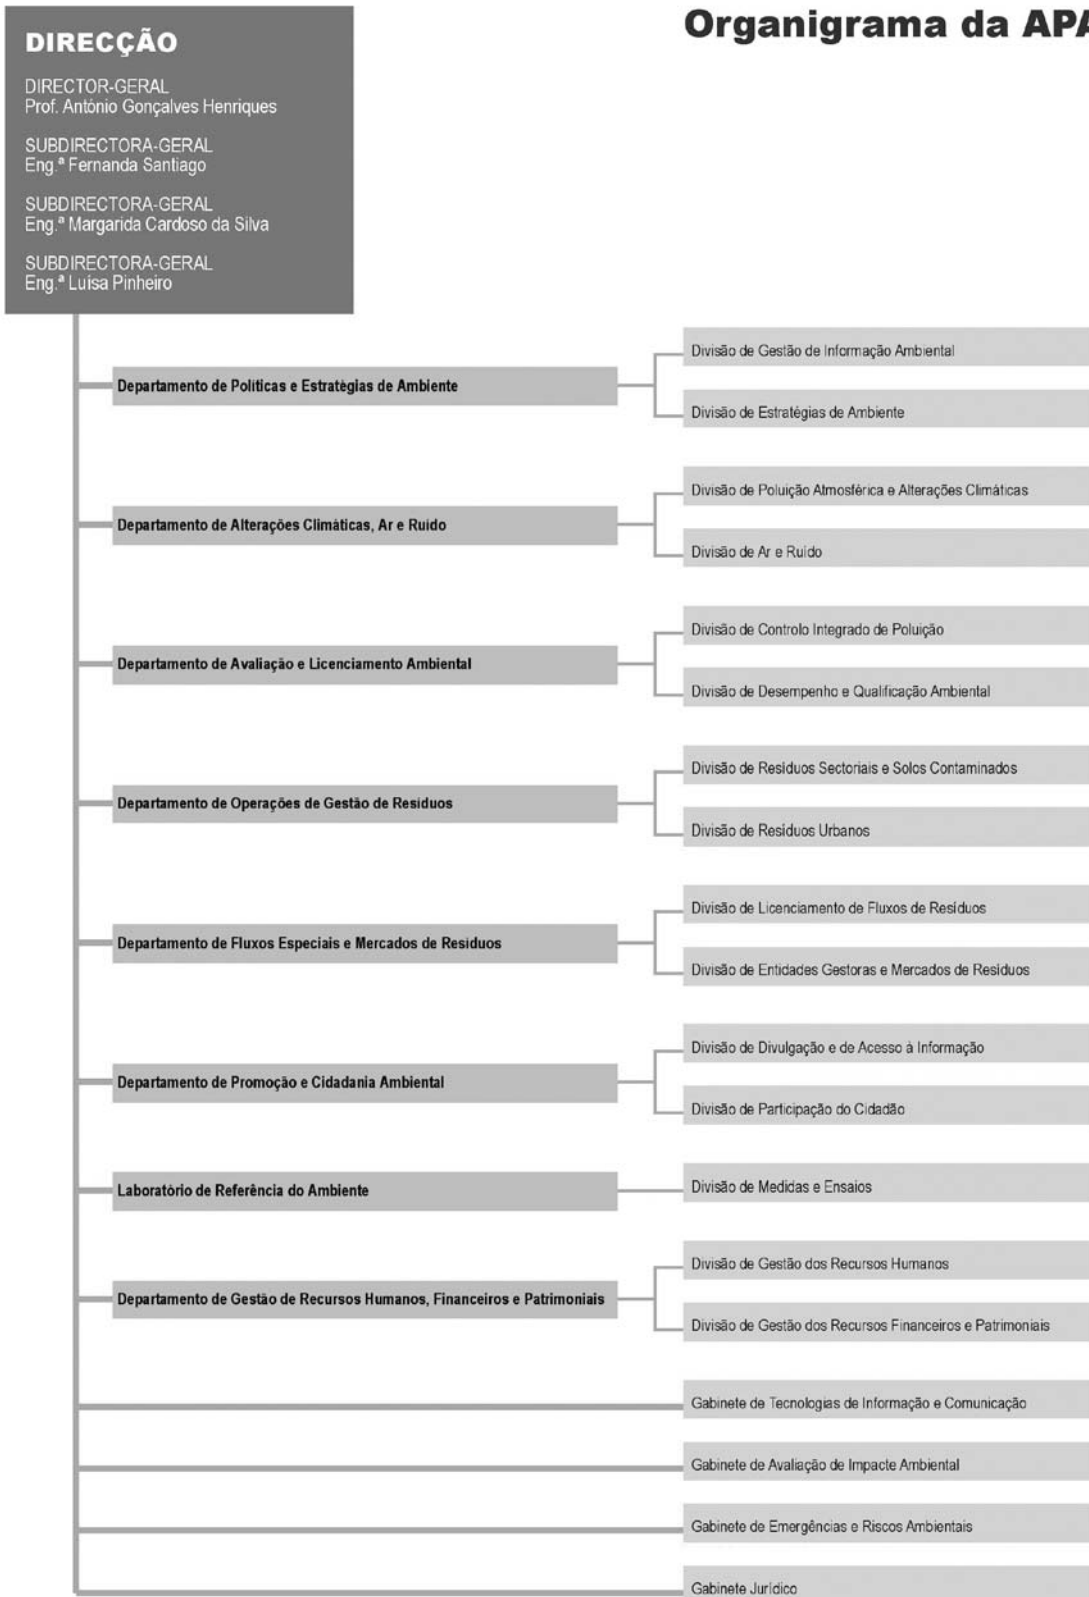 Organigrama da APA
DIRECÇÃO
DIRECTOR-GERAL
Prof. António Gonçalves Henriques
SUBDIRECTORA-GERAL
Eng.ª Fernanda Santiago
SUBDIRECTORA-GERAL
Eng.ª Margarida Cardoso da Silva
SUBDIRECTORA-GERAL
Eng.ª Luísa Pinheiro
Departamento de Políticas e Estratégias de Ambiente
Divisão de Gestão de Informação Ambiental
Divisão de Estratégias de Ambiente
Departamento de Alterações Climáticas, Ar e Ruído
Divisão de Poluição Atmosférica e Alterações Climáticas
Divisão de Ar e Ruído
Departamento de Avaliação e Licenciamento Ambiental
Divisão de Controlo Integrado de Poluição
Divisão de Desempenho e Qualificação Ambiental
Departamento de Operações de Gestão de Resíduos
Divisão de Resíduos Sectoriais e Solos Contaminados
Divisão de Resíduos Urbanos
Departamento de Fluxos Especiais e Mercados de Resíduos
Divisão de Licenciamento de Fluxos de Resíduos
Divisão de Entidades Gestoras e Mercados de Resíduos
Departamento de Promoção e Cidadania Ambiental
Divisão de Divulgação e de Acesso à Informação
Divisão de Participação do Cidadão
Laboratório de Referência do Ambiente
Divisão de Medidas e Ensaios
Departamento de Gestão de Recursos Humanos, Financeiros e Patrimoniais
Divisão de Gestão dos Recursos Humanos
Divisão de Gestão dos Recursos Financeiros e Patrimoniais
Gabinete de Tecnologias de Informação e Comunicação
Gabinete de Avaliação de Impacte Ambiental
Gabinete de Emergências e Riscos Ambientais
Gabinete Jurídico